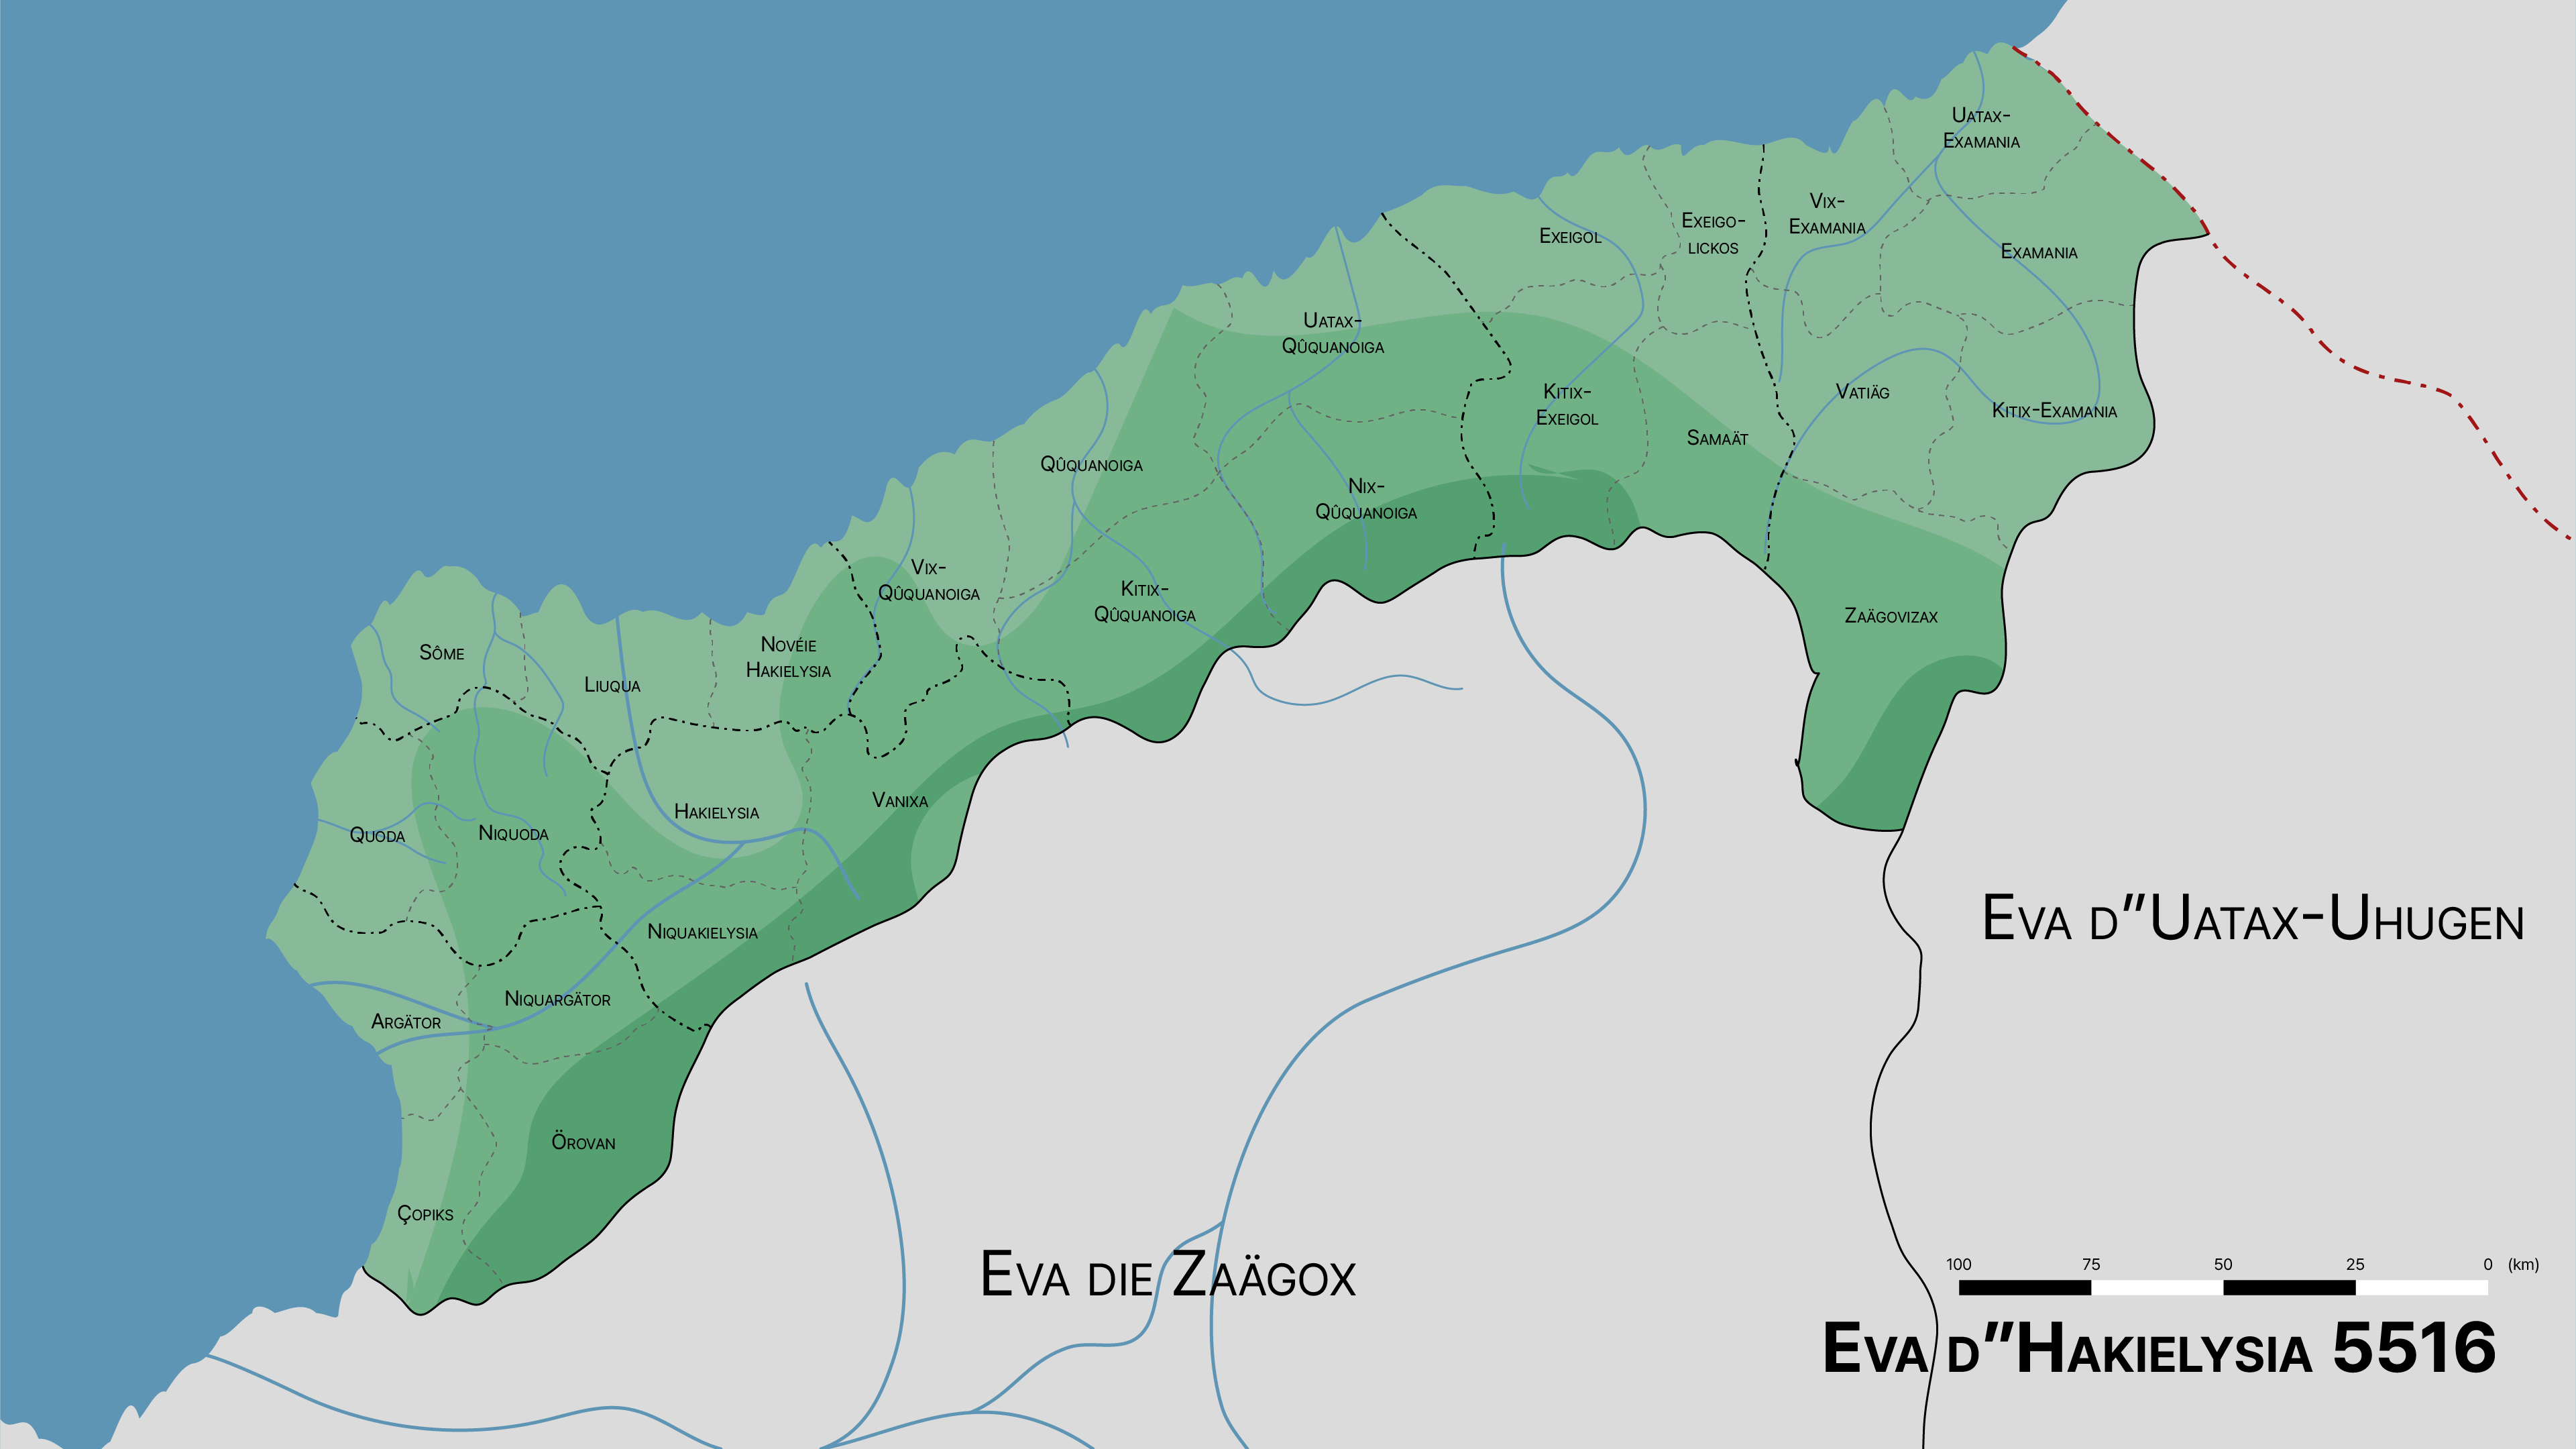 Uatax-
Examania
Vix-
Examania
Exeigo-
lickos
Exeigol
Examania
Uatax-
Qûquanoiga
Kitix-
Exeigol
Vatiäg
Kitix-Examania
Samaät
Qûquanoiga
Nix-
Qûquanoiga
Vix-
Qûquanoiga
Kitix-
Qûquanoiga
Zaägovizax
Sôme
Liuqua
Novéie
Hakielysia
Quoda
Niquoda
Hakielysia
Vanixa
Niquakielysia
Niquargätor
Argätor
Örovan
Çopiks
Eva d"Uatax-Uhugen
Eva die Zaägox
100 75 50 25 0 (km)
Eva d"Hakielysia 5516